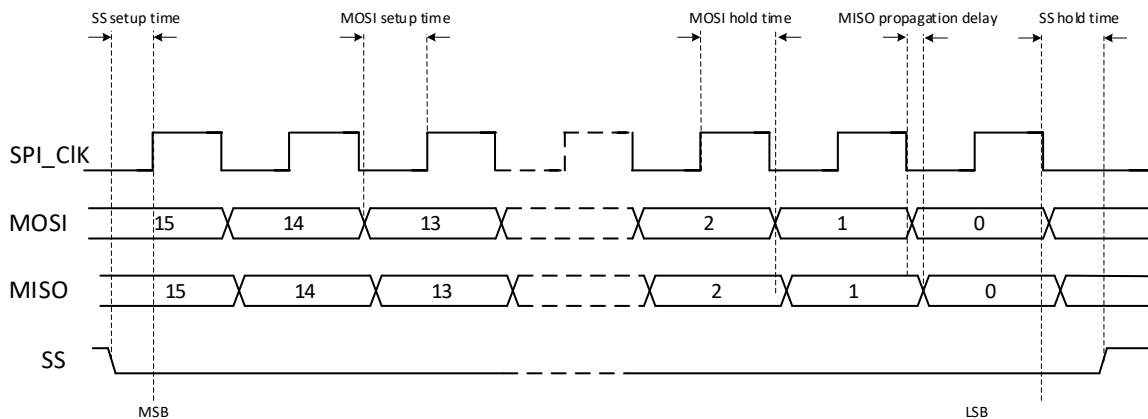 SS setup time MOSI setup time MOSI hold time MISO propagation delay SS hold time
SPI_ClK
MOSI 15 14 13 2 1 0
MISO 15 14 13 2 1 0
SS
MSB LSB